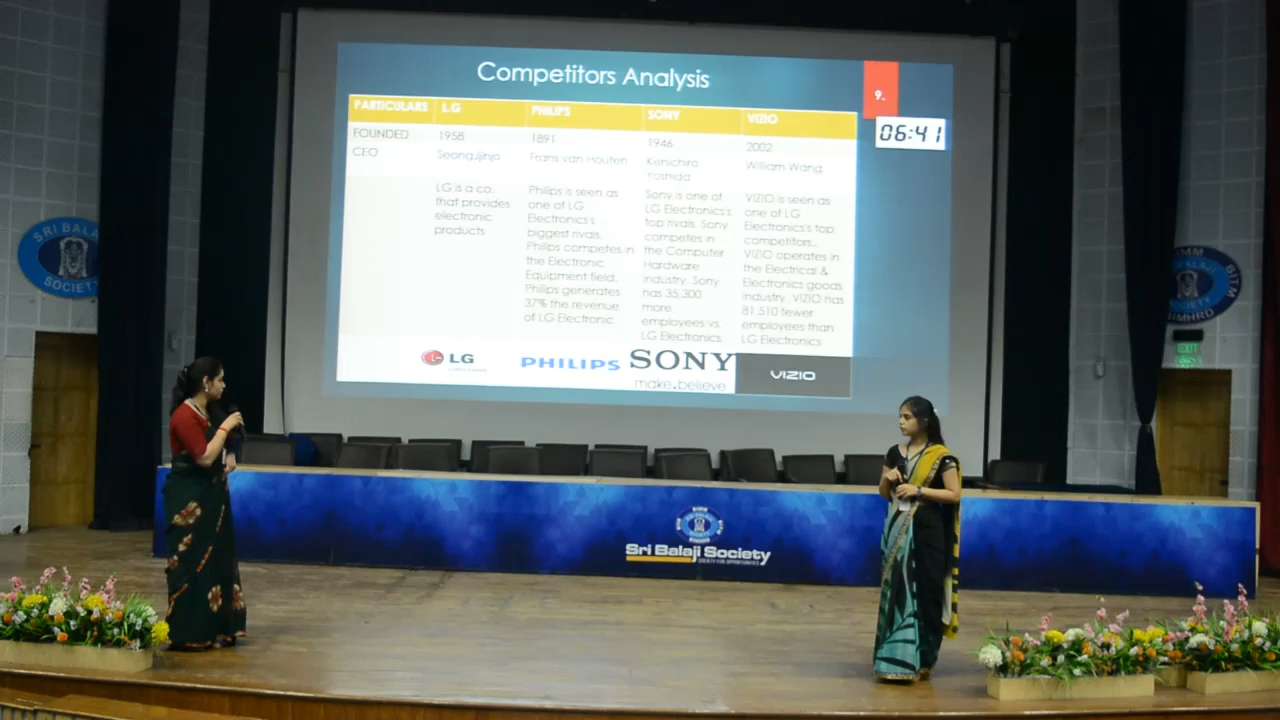 Competitors Analysis
9.
06:41
PARTICULARS LG PHILIPS SONY VIZIO
FOUNDED 1958 1891 1946 2002
CEO Seongjinjo Frans van Houten Kenichiro Yoshida William Wang
LG is a co.
that provides
electronic
products
Philips is seen as
one of LG
Electronics's
biggest rivals.
Philips competes in
the Electronic
Equipment field.
Philips generates
37% the revenue
of LG Electronic
Sony is one of
LG Electronics's
top rivals. Sony
competes in
the Computer
Hardware
industry. Sony
has 35,300
more
employees vs.
LG Electronics.
VIZIO is seen as
one of LG
Electronics's top
competitors..
VIZIO operates in
the Electrical &
Electronics goods
industry. VIZIO has
81,510 fewer
employees than
LG Electronics
LG
PHILIPS
SONY
make.believe
VIZIO
SRI BALA
SOCIETY
EXIT
Sri Balaji Society
SOCIETY FOR OPPORTUNITIES